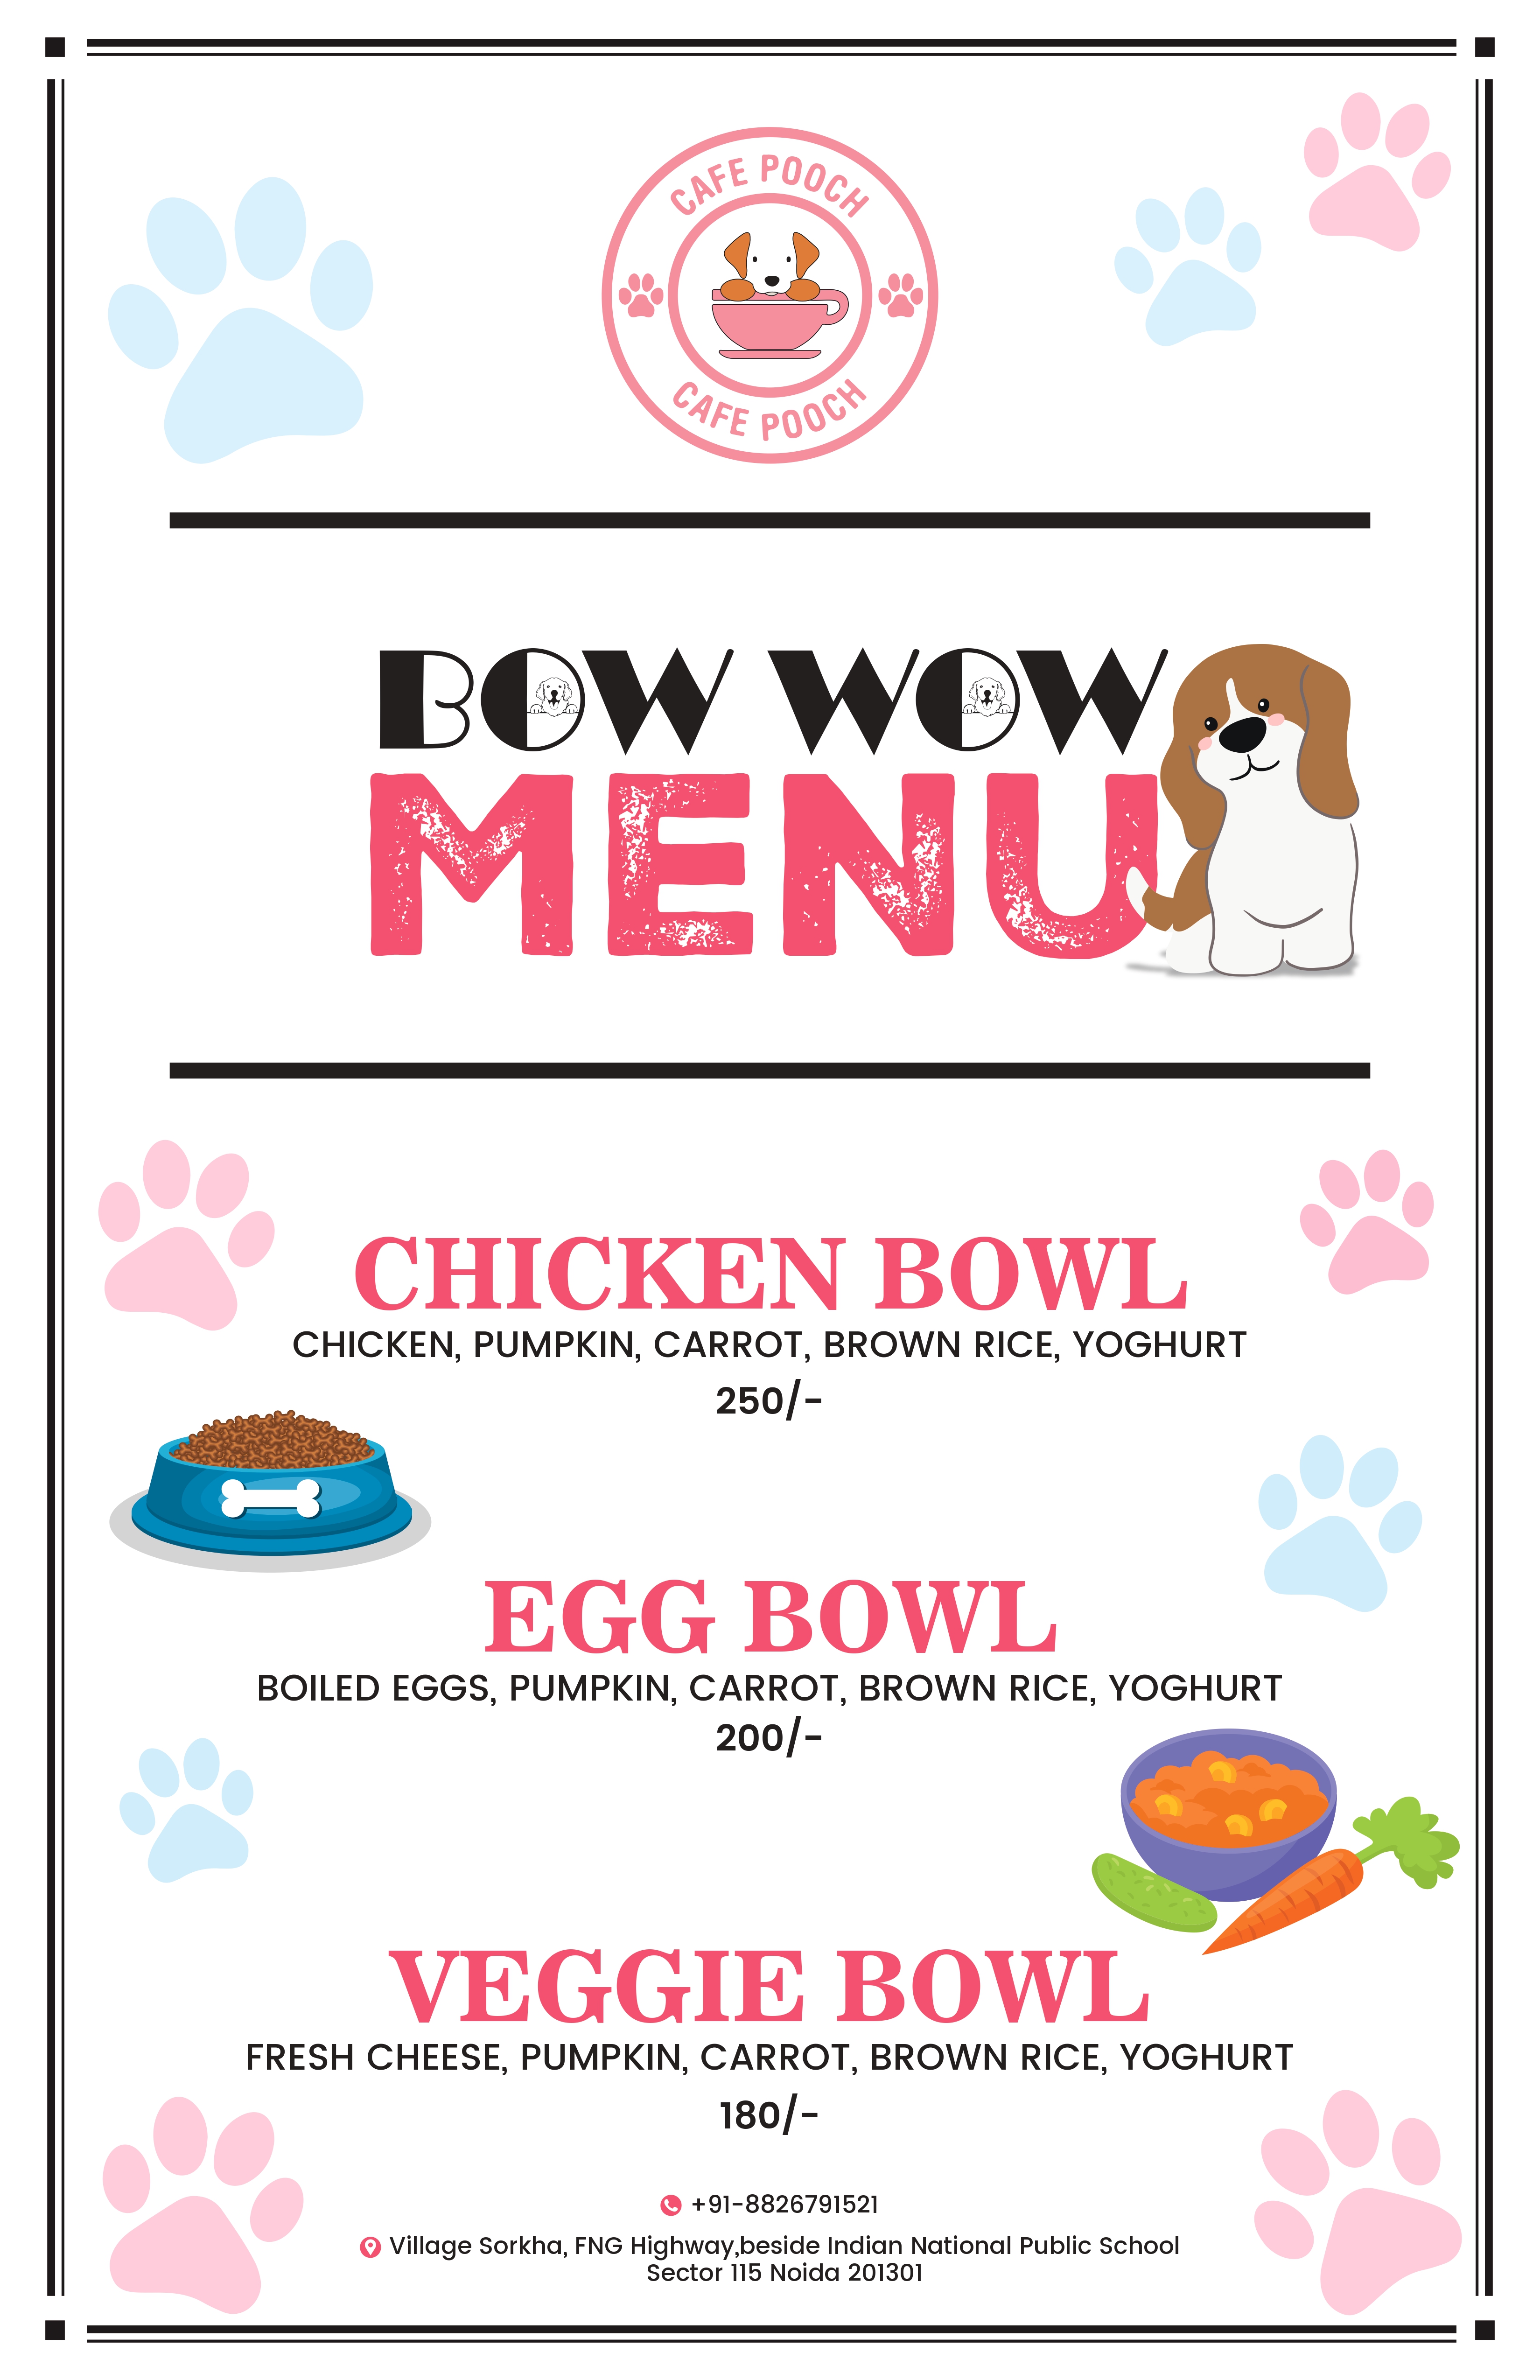 CAFE POOCH
CAFE POOCH
BOW WOW
MENU
CHICKEN BOWL
CHICKEN, PUMPKIN, CARROT, BROWN RICE, YOGHURT
250/-
EGG BOWL
BOILED EGGS, PUMPKIN, CARROT, BROWN RICE, YOGHURT
200/-
VEGGIE BOWL
FRESH CHEESE, PUMPKIN, CARROT, BROWN RICE, YOGHURT
180/-
+91-8826791521
Village Sorkha, FNG Highway,beside Indian National Public School
Sector 115 Noida 201301